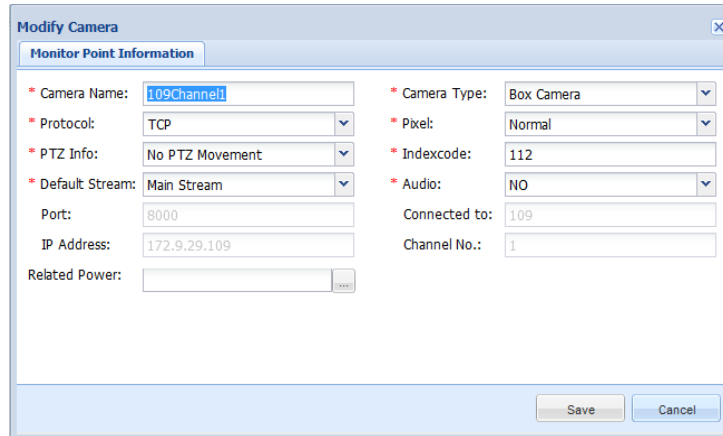 Modify Camera
Monitor Point Information
* Camera Name: 109Channel1 * Camera Type: Box Camera
* Protocol: TCP * Pixel: Normal
* PTZ Info: No PTZ Movement * Indexcode: 112
* Default Stream: Main Stream * Audio: NO
Port: 8000 Connected to: 109
IP Address: 172.9.29.109 Channel No.: 1
Related Power: ...
Save Cancel